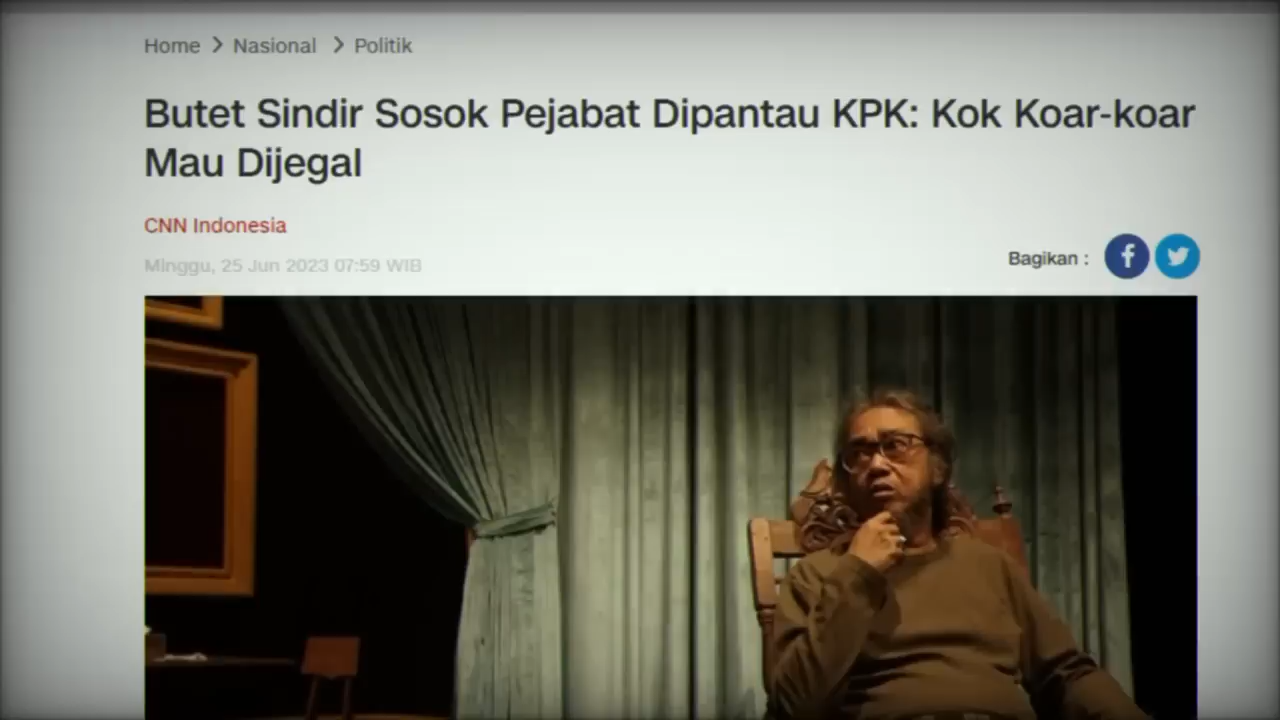 Home > Nasional > Politik
Butet Sindir Sosok Pejabat Dipantau KPK: Kok Koar-koar
Mau Dijegal
CNN Indonesia
Minggu, 25 Jun 2023 07:59 WIB
Bagikan :